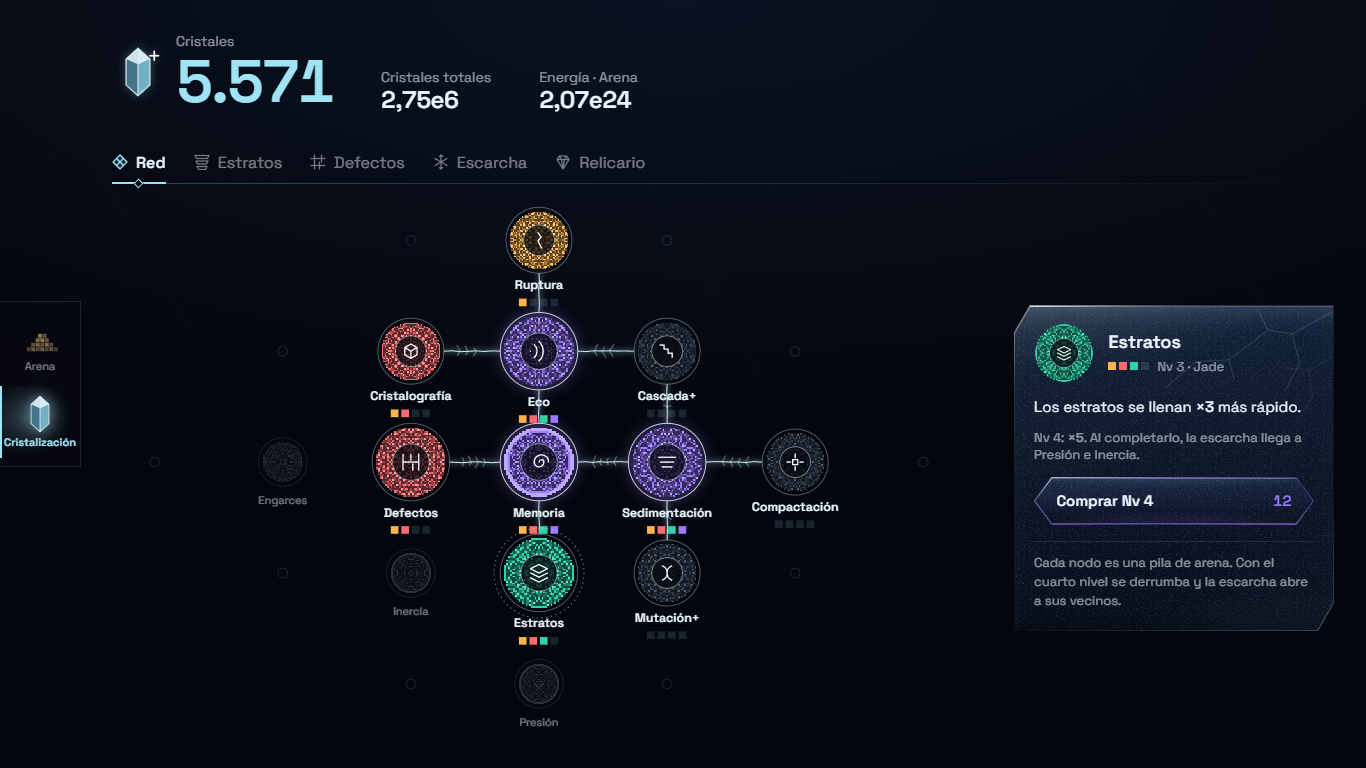 Cristales
5.571
Cristales totales
2,75e6
Energía · Arena
2,07e24
Red
Estratos
Defectos
Escarcha
Relicario
Arena
Cristalización
Ruptura
Cristalografía
Eco
Cascada+
Engarces
Defectos
Memoria
Sedimentación
Compactación
Inercia
Estratos
Mutación+
Presión
Estratos
Nv 3 · Jade
Los estratos se llenan ×3 más rápido.
Nv 4: ×5. Al completarlo, la escarcha llega a
Presión e Inercia.
Comprar Nv 4 12
Cada nodo es una pila de arena. Con el
cuarto nivel se derrumba y la escarcha abre
a sus vecinos.